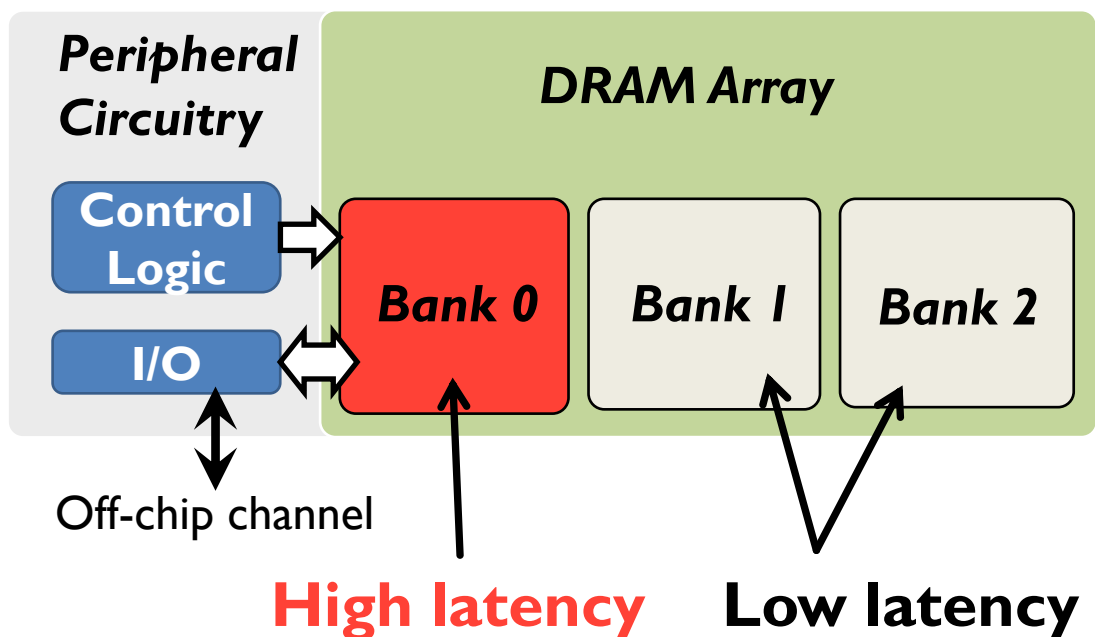 Peripheral
Circuitry
DRAM Array
Control
Logic
I/O
Bank 0
Bank 1
Bank 2
Off-chip channel
High latency
Low latency